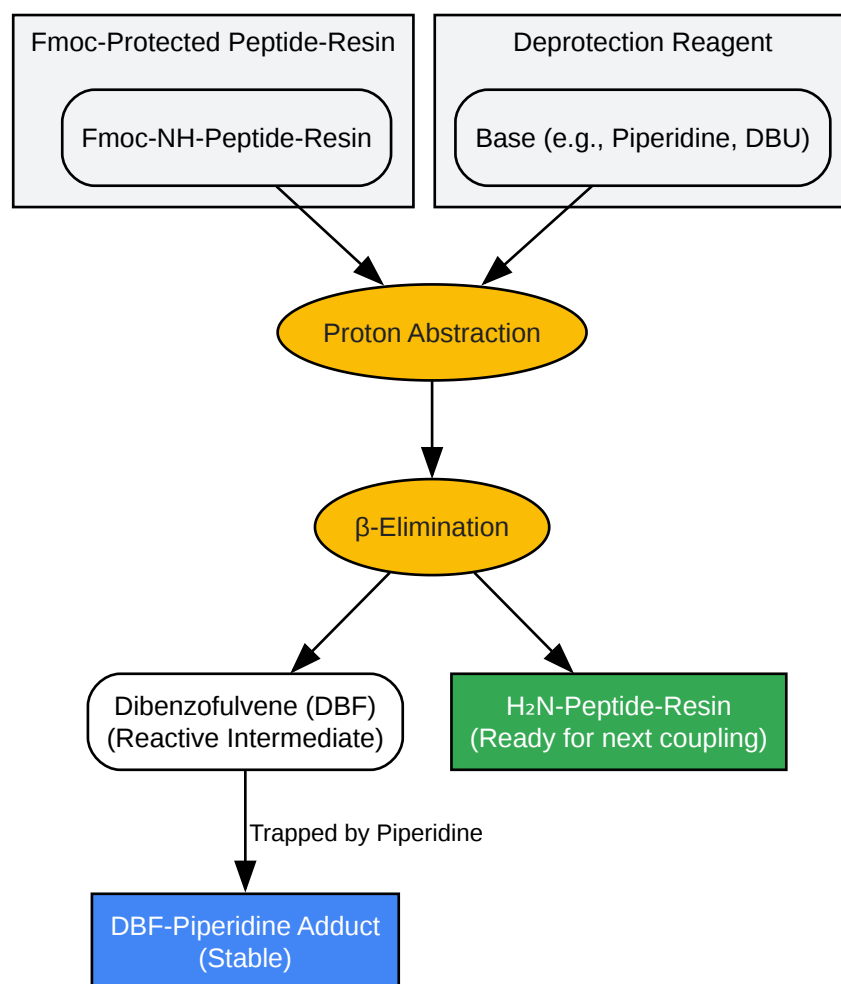 Fmoc-Protected Peptide-Resin
Deprotection Reagent
Fmoc-NH-Peptide-Resin
Base (e.g., Piperidine, DBU)
Proton Abstraction
β-Elimination
Dibenzofulvene (DBF)
(Reactive Intermediate)
H₂N-Peptide-Resin
(Ready for next coupling)
Trapped by Piperidine
DBF-Piperidine Adduct
(Stable)